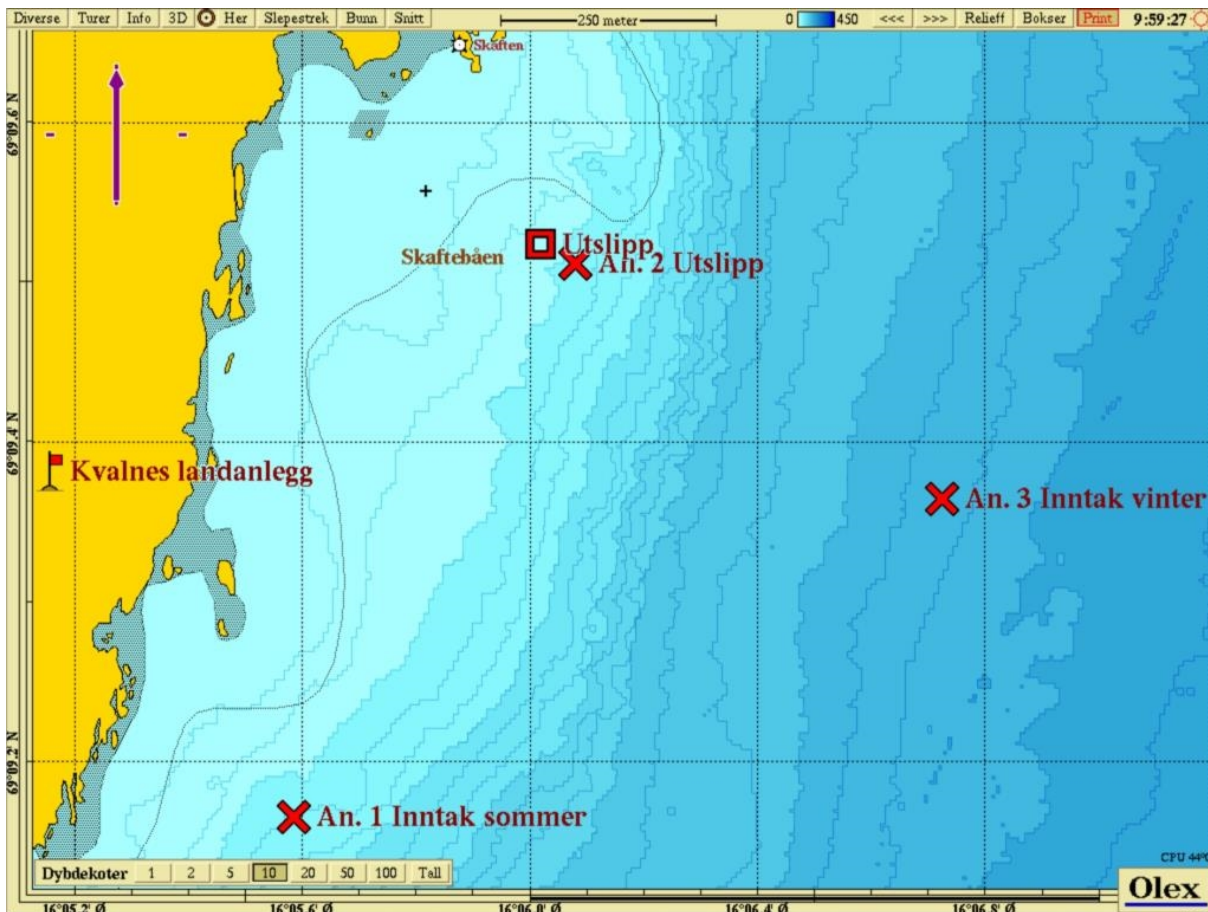 Diverse Turer Info 3D Her Slepestrek Bunn Snitt 250 meter 0 450 <<< >>> Relieff Bokser Print 9:59:27
Skåften
69°09.6' N
Utslipp
Skaftebåen
An. 2 Utslipp
69°09.4' N
Kvalnes landanlegg
An. 3 Inntak vinter
69°09.2' N
An. 1 Inntak sommer
CPU 44°C
Dybdekoter 1 2 5 10 20 50 100 Tall
Olex
16°05.2' Ø 16°05.6' Ø 16°06.0' Ø 16°06.4' Ø 16°06.8' Ø